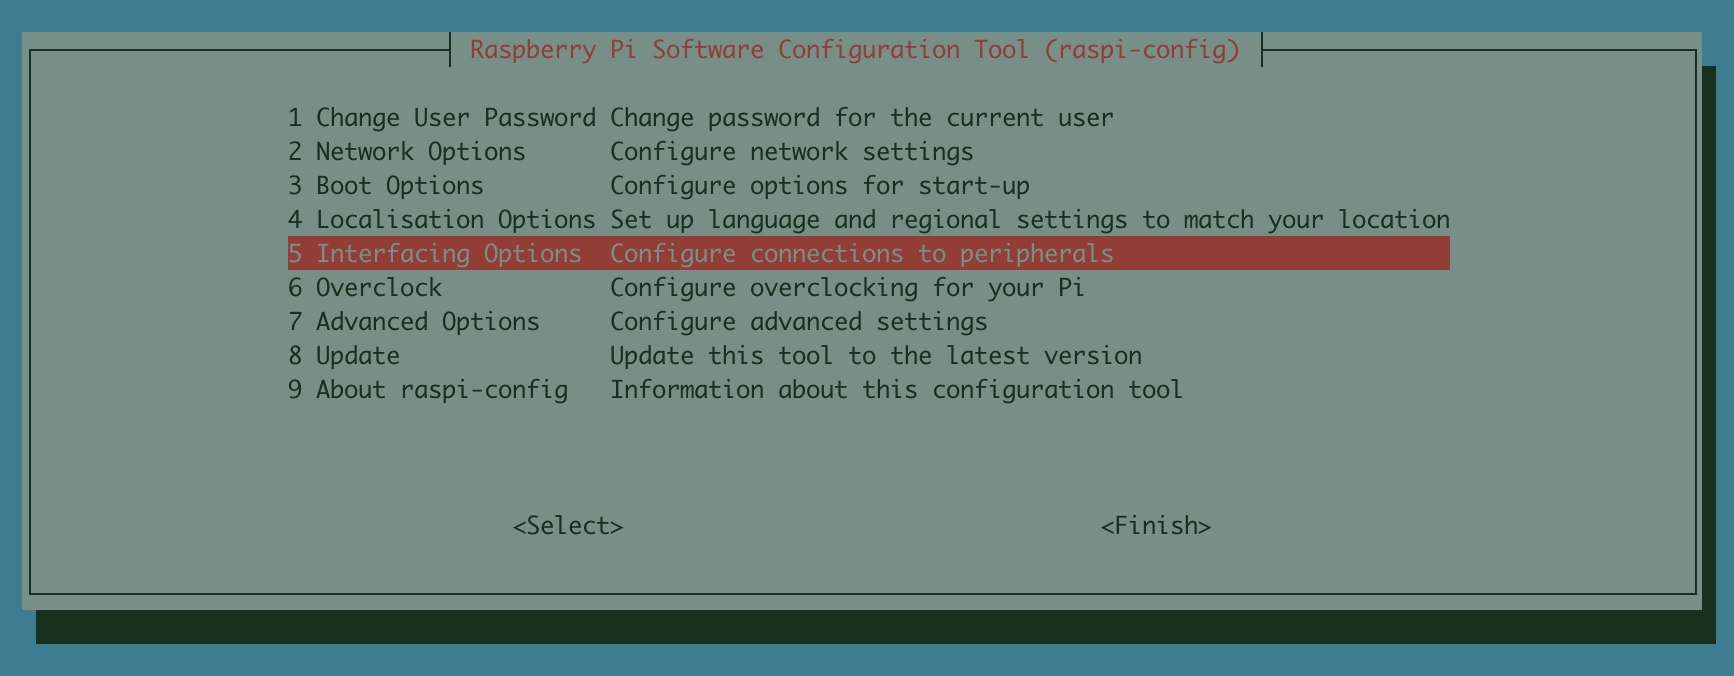 Raspberry Pi Software Configuration Tool (raspi-config)
1 Change User Password Change password for the current user
2 Network Options Configure network settings
3 Boot Options Configure options for start-up
4 Localisation Options Set up language and regional settings to match your location
5 Interfacing Options Configure connections to peripherals
6 Overclock Configure overclocking for your Pi
7 Advanced Options Configure advanced settings
8 Update Update this tool to the latest version
9 About raspi-config Information about this configuration tool
<Select> <Finish>